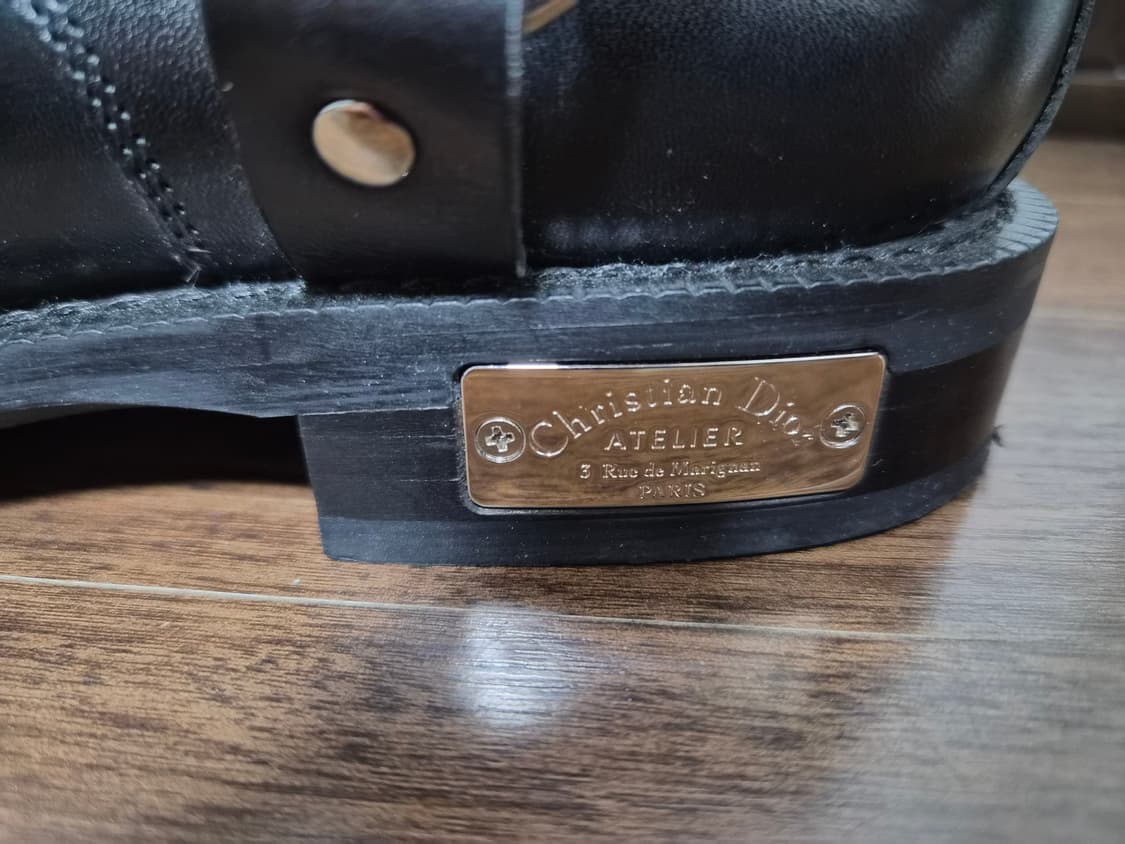 Christian Dior
ATELIER
3 Rue de Marignan
PARIS